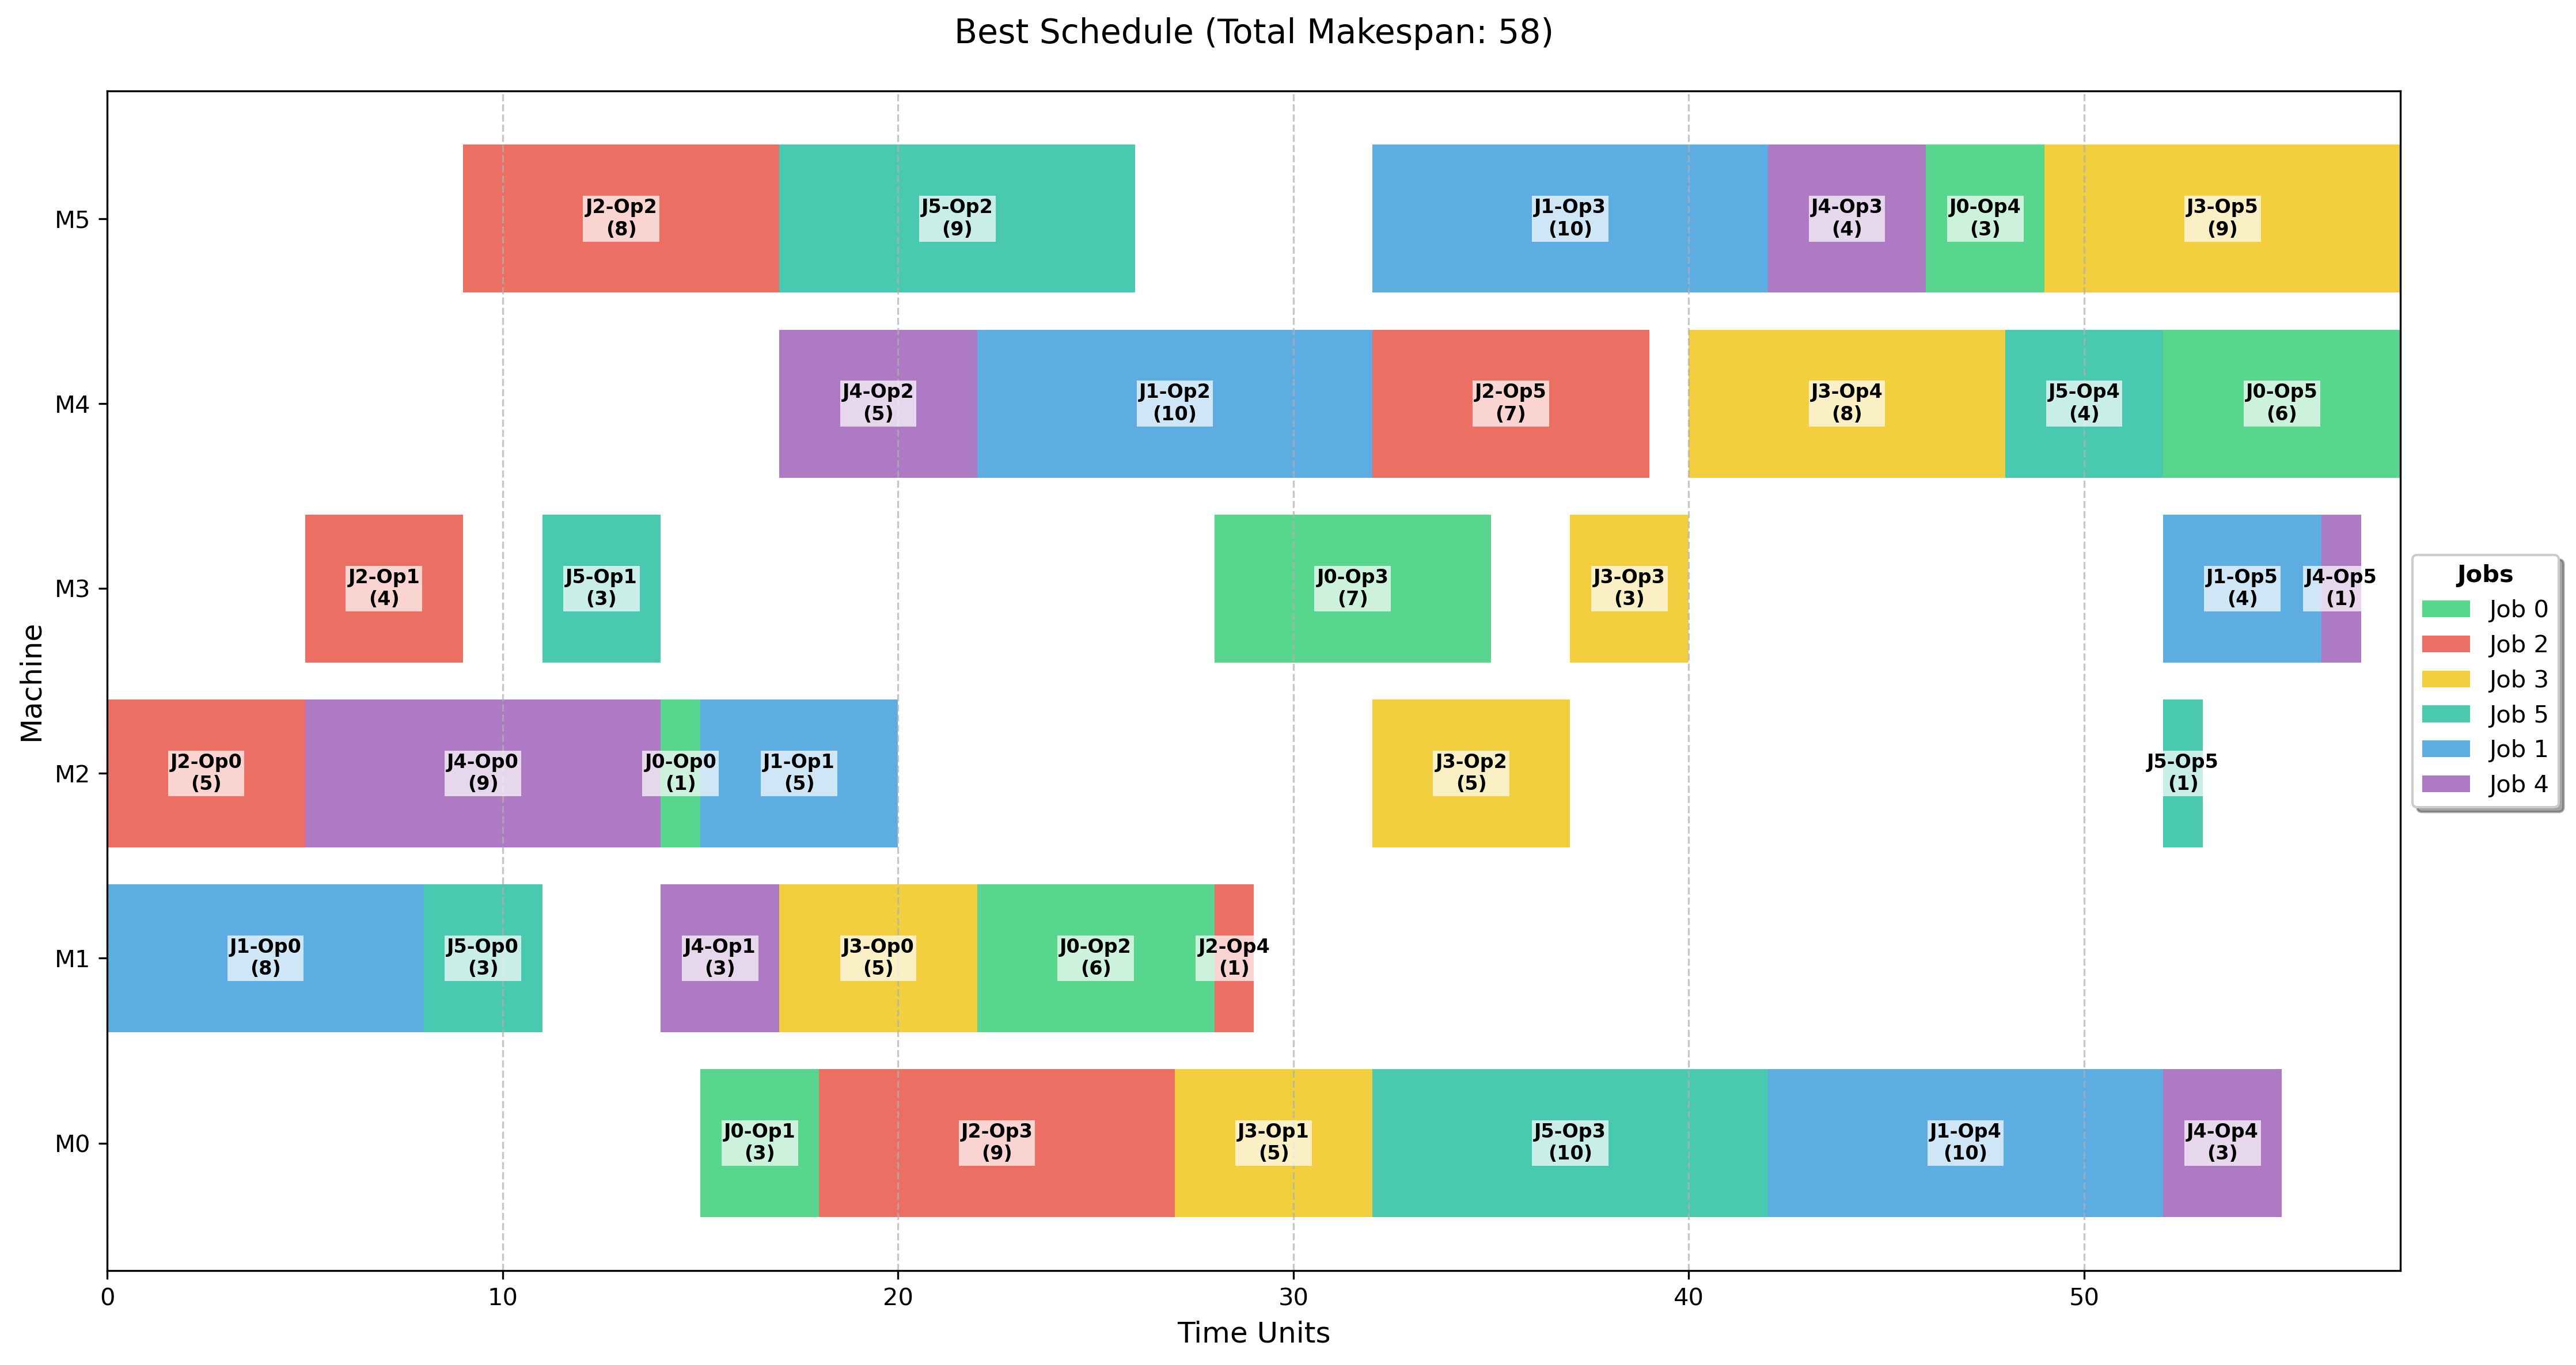 Best Schedule (Total Makespan: 58)
M5
J2-Op2
(8)
J5-Op2
(9)
J1-Op3
(10)
J4-Op3
(4)
J0-Op4
(3)
J3-Op5
(9)
M4
J4-Op2
(5)
J1-Op2
(10)
J2-Op5
(7)
J3-Op4
(8)
J5-Op4
(4)
J0-Op5
(6)
M3
J2-Op1
(4)
J5-Op1
(3)
J0-Op3
(7)
J3-Op3
(3)
J1-Op5
(4)
J4-Op5
(1)
M2
J2-Op0
(5)
J4-Op0
(9)
J0-Op0
(1)
J1-Op1
(5)
J3-Op2
(5)
J5-Op5
(1)
M1
J1-Op0
(8)
J5-Op0
(3)
J4-Op1
(3)
J3-Op0
(5)
J0-Op2
(6)
J2-Op4
(1)
M0
J0-Op1
(3)
J2-Op3
(9)
J3-Op1
(5)
J5-Op3
(10)
J1-Op4
(10)
J4-Op4
(3)
Machine
0 10 20 30 40 50
Time Units
Jobs
Job 0
Job 2
Job 3
Job 5
Job 1
Job 4